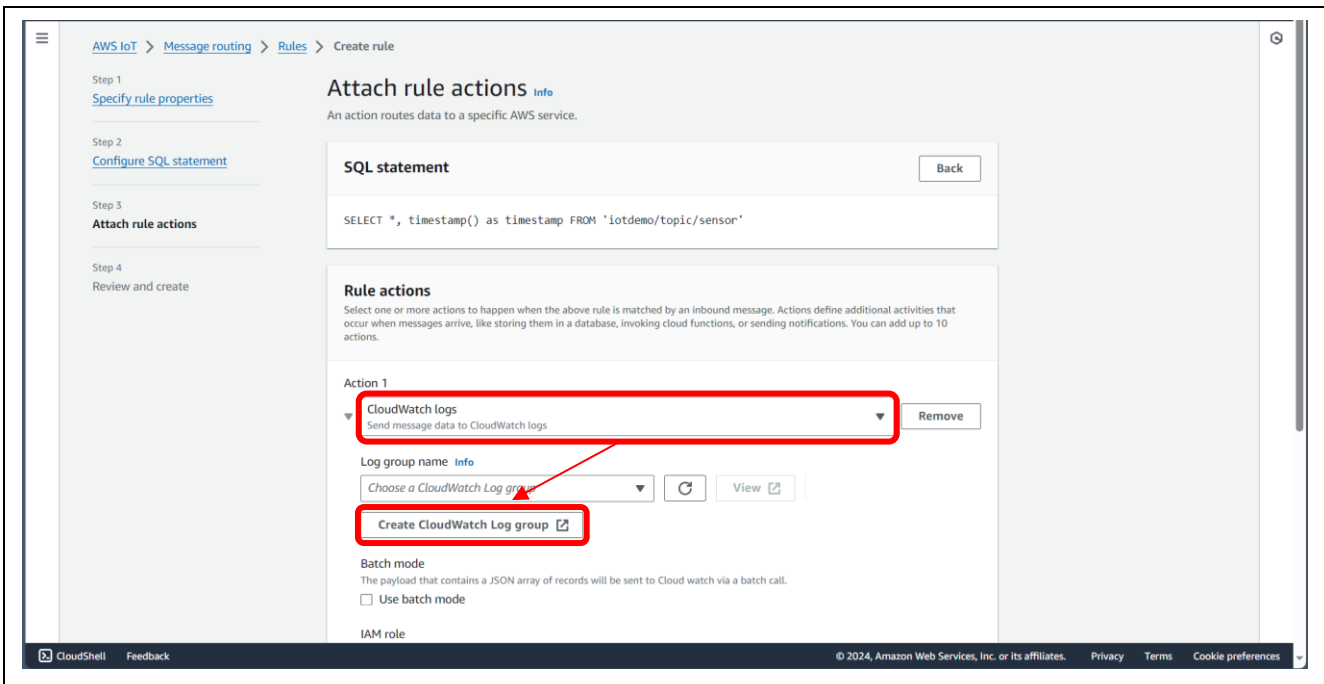 AWS IoT > Message routing > Rules > Create rule
Step 1
Specify rule properties
Step 2
Configure SQL statement
Step 3
Attach rule actions
Step 4
Review and create
Attach rule actions Info
An action routes data to a specific AWS service.
SQL statement
Back
SELECT *, timestamp() as timestamp FROM 'iotdemo/topic/sensor'
Rule actions
Select one or more actions to happen when the above rule is matched by an inbound message. Actions define additional activities that
occur when messages arrive, like storing them in a database, invoking cloud functions, or sending notifications. You can add up to 10
actions.
Action 1
CloudWatch logs
Send message data to CloudWatch logs
Remove
Log group name Info
Choose a CloudWatch Log group
View
Create CloudWatch Log group
Batch mode
The payload that contains a JSON array of records will be sent to Cloud watch via a batch call.
Use batch mode
IAM role
CloudShell Feedback © 2024, Amazon Web Services, Inc. or its affiliates. Privacy Terms Cookie preferences